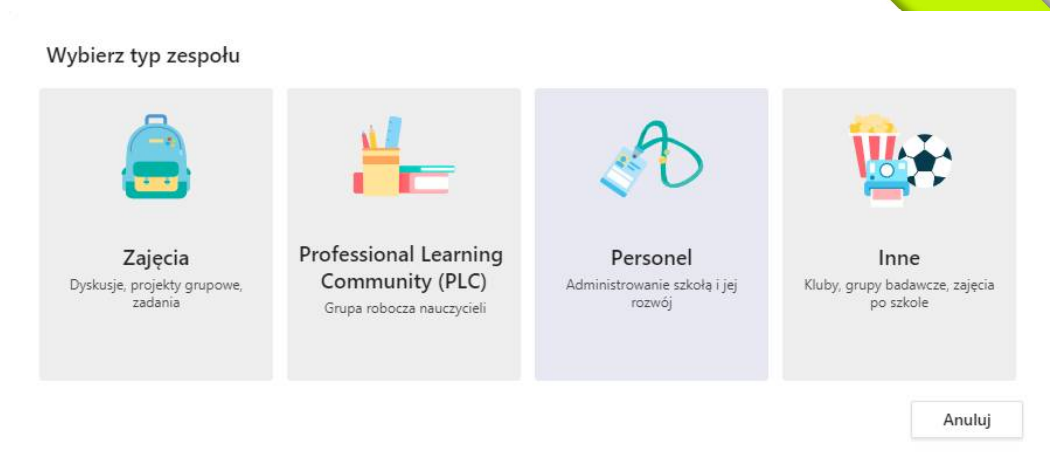 Wybierz typ zespołu
Zajęcia
Dyskusje, projekty grupowe,
zadania
Professional Learning
Community (PLC)
Grupa robocza nauczycieli
Personel
Administrowanie szkołą i jej
rozwój
Inne
Kluby, grupy badawcze, zajęcia
po szkole
Anuluj